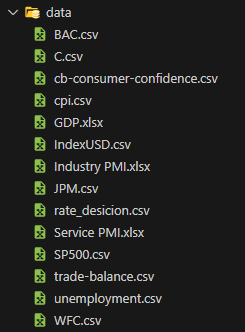 data
BAC.csv
C.csv
cb-consumer-confidence.csv
cpi.csv
GDP.xlsx
IndexUSD.csv
Industry PMI.xlsx
JPM.csv
rate_desicion.csv
Service PMI.xlsx
SP500.csv
trade-balance.csv
unemployment.csv
WFC.csv